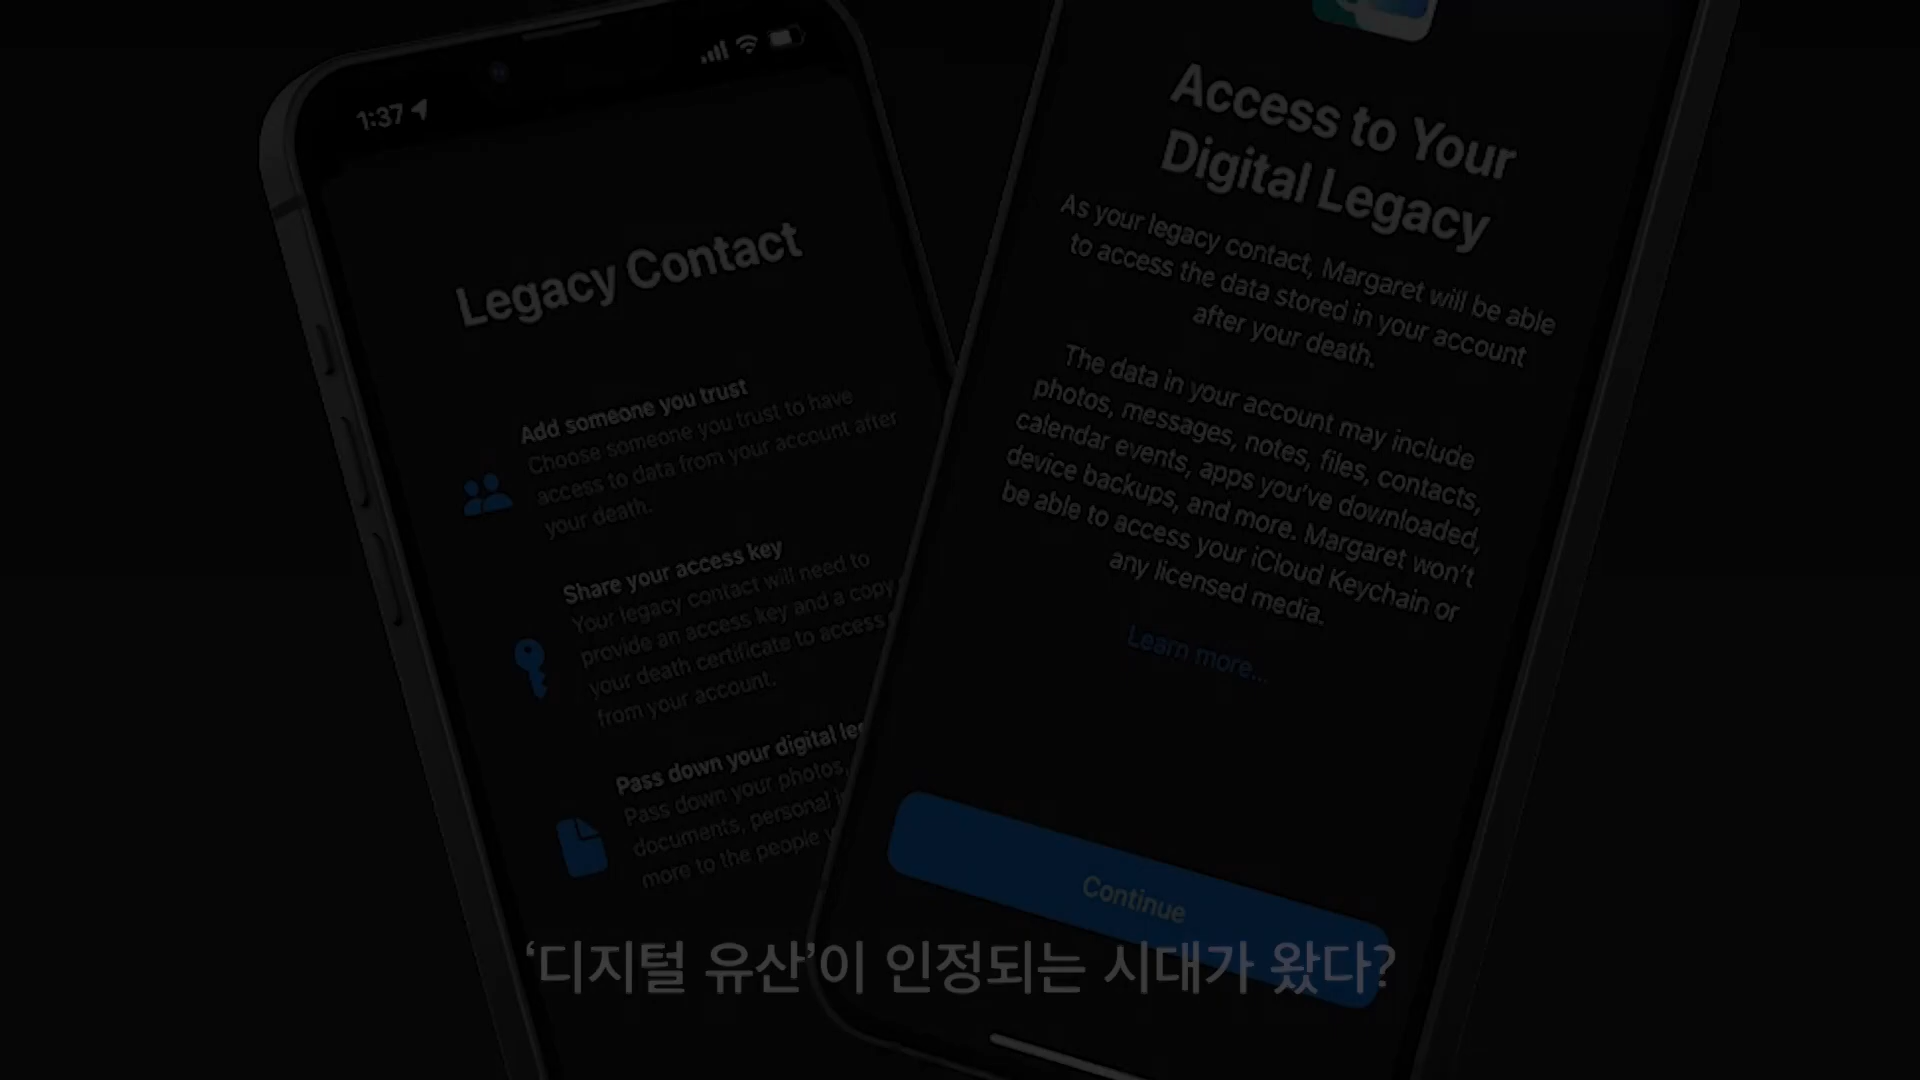 1:37
Legacy Contact
Add someone you trust
Choose someone you trust to have
access to data from your account after
your death.
Share your access key
Your legacy contact will need to
provide an access key and a copy
your death certificate to access
from your account.
Pass down your digital
Pass down your photos,
documents, personal
more to the people
Access to Your
Digital Legacy
As your legacy contact, Margaret will be able
to access the data stored in your account
after your death.
The data in your account may include
photos, messages, notes, files, contacts,
calendar events, apps you've downloaded,
device backups, and more. Margaret won't
be able to access your iCloud Keychain or
any licensed media.
Learn more...
Continue
‘디지털 유산’이 인정되는 시대가 왔다?